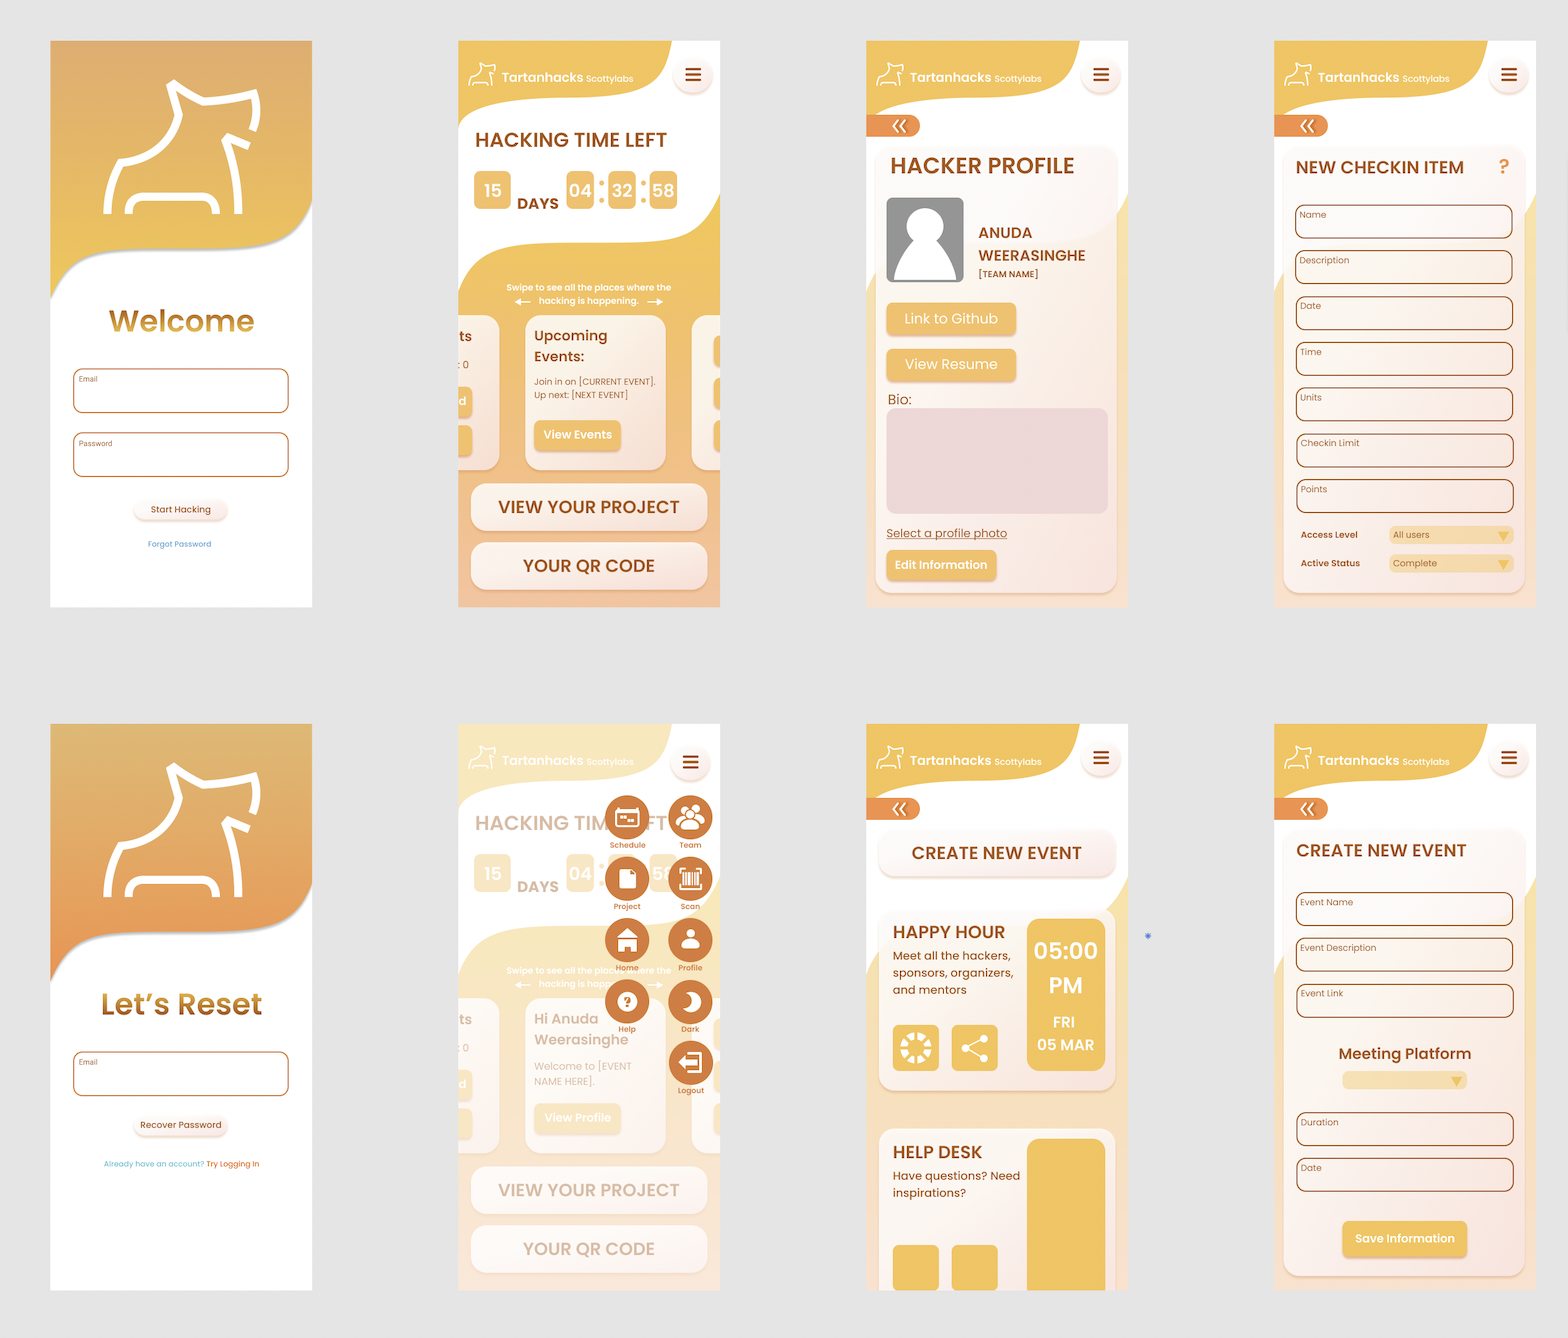 Welcome
Email
Password
Start Hacking
Forgot Password
Tartanhacks Scottylabs
HACKING TIME LEFT
15 DAYS 04 : 32 : 58
Swipe to see all the places where the
hacking is happening.
ts
: 0
d
Upcoming
Events:
Join in on [CURRENT EVENT].
Up next: [NEXT EVENT]
View Events
VIEW YOUR PROJECT
YOUR QR CODE
Tartanhacks Scottylabs
HACKER PROFILE
ANUDA
WEERASINGHE
[TEAM NAME]
Link to Github
View Resume
Bio:
Select a profile photo
Edit Information
Tartanhacks Scottylabs
NEW CHECKIN ITEM ?
Name
Description
Date
Time
Units
Checkin Limit
Points
Access Level All users
Active Status Complete
Let's Reset
Email
Recover Password
Already have an account? Try Logging In
Tartanhacks Scottylabs
HACKING TIM FT
15 DAYS 04 : 58
Schedule Team
Project Scan
Home Profile
Help Dark
Logout
Swipe to see all the places where the
hacking is happ
ts
: 0
d
Hi Anuda
Weerasinghe
Welcome to [EVENT
NAME HERE].
View Profile
VIEW YOUR PROJECT
YOUR QR CODE
Tartanhacks Scottylabs
CREATE NEW EVENT
HAPPY HOUR
Meet all the hackers,
sponsors, organizers,
and mentors
05:00
PM
FRI
05 MAR
HELP DESK
Have questions? Need
inspirations?
Tartanhacks Scottylabs
CREATE NEW EVENT
Event Name
Event Description
Event Link
Meeting Platform
Duration
Date
Save Information